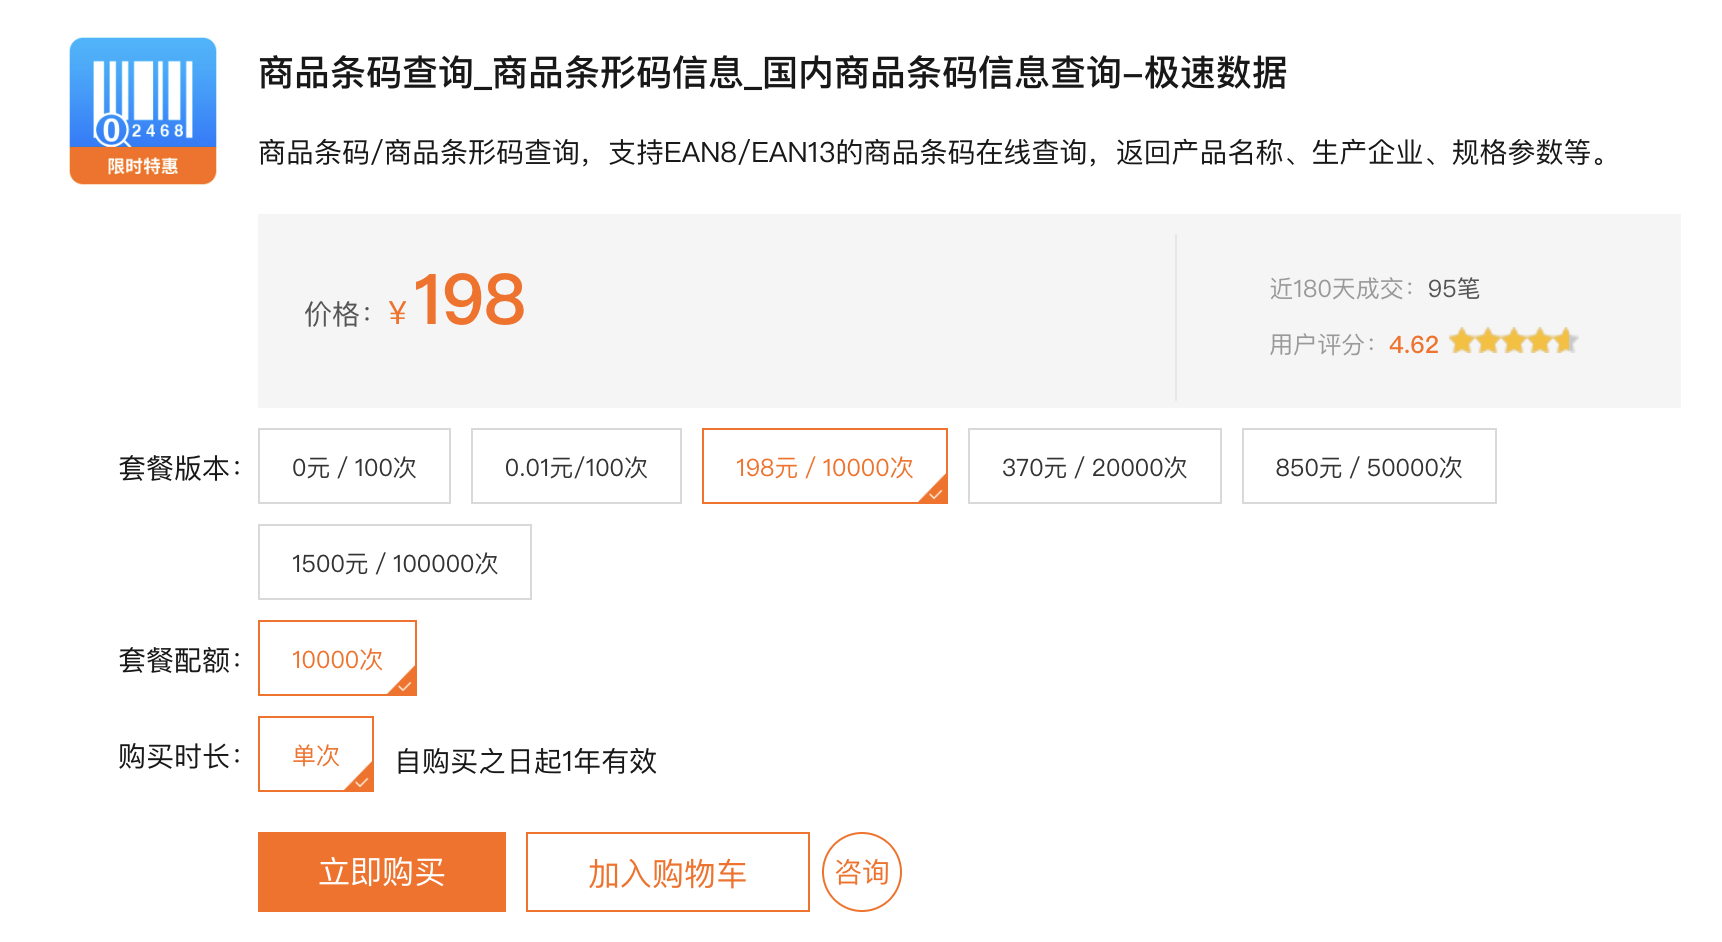 商品条码查询_商品条形码信息_国内商品条码信息查询-极速数据
02468
限时特惠
商品条码/商品条形码查询，支持EAN8/EAN13的商品条码在线查询，返回产品名称、生产企业、规格参数等。
价格：¥198
近180天成交：95笔
用户评分：4.62
套餐版本：
0元 / 100次
0.01元/100次
198元 / 10000次
370元 / 20000次
850元 / 50000次
1500元 / 100000次
套餐配额：
10000次
购买时长：
单次
自购买之日起1年有效
立即购买
加入购物车
咨询